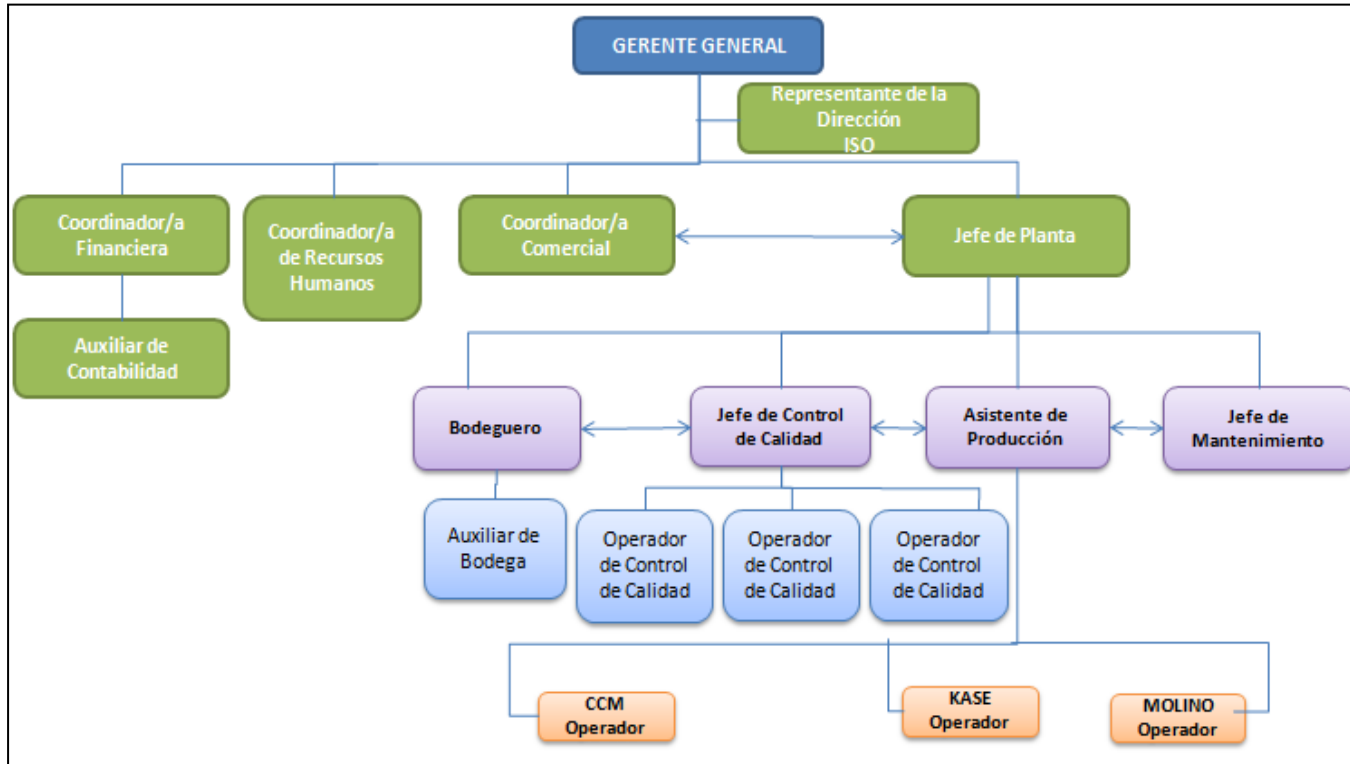 GERENTE GENERAL
Representante de la
Dirección
ISO
Coordinador/a
Financiera
Coordinador/a
de Recursos
Humanos
Coordinador/a
Comercial
Jefe de Planta
Auxiliar de
Contabilidad
Bodeguero
Jefe de Control
de Calidad
Asistente de
Producción
Jefe de
Mantenimiento
Auxiliar de
Bodega
Operador
de Control
de Calidad
Operador
de Control
de Calidad
Operador
de Control
de Calidad
CCM
Operador
KASE
Operador
MOLINO
Operador